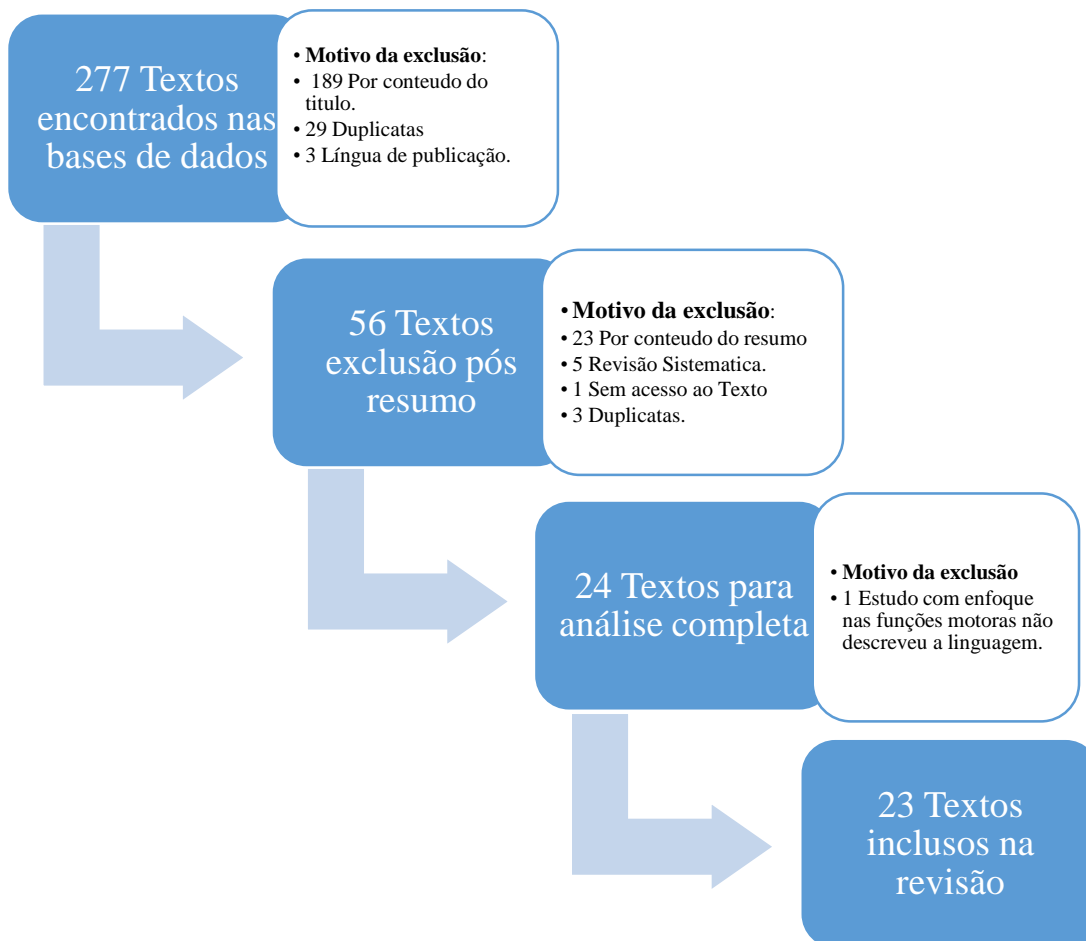 277 Textos
encontrados nas
bases de dados
• Motivo da exclusão:
• 189 Por conteudo do
titulo.
• 29 Duplicatas
• 3 Língua de publicação.
56 Textos
exclusão pós
resumo
• Motivo da exclusão:
• 23 Por conteudo do resumo
• 5 Revisão Sistematica.
• 1 Sem acesso ao Texto
• 3 Duplicatas.
24 Textos para
análise completa
• Motivo da exclusão
• 1 Estudo com enfoque
nas funções motoras não
descreveu a linguagem.
23 Textos
inclusos na
revisão